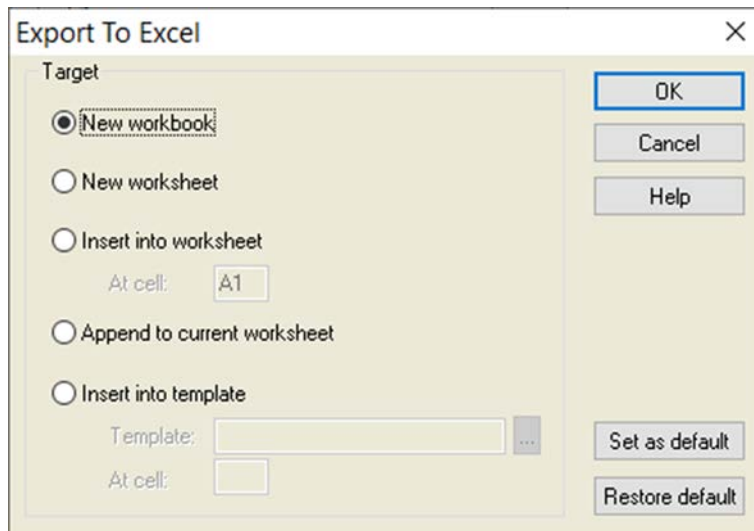 Export To Excel
Target
New workbook
New worksheet
Insert into worksheet
At cell: A1
Append to current worksheet
Insert into template
Template: ...
At cell:
OK
Cancel
Help
Set as default
Restore default